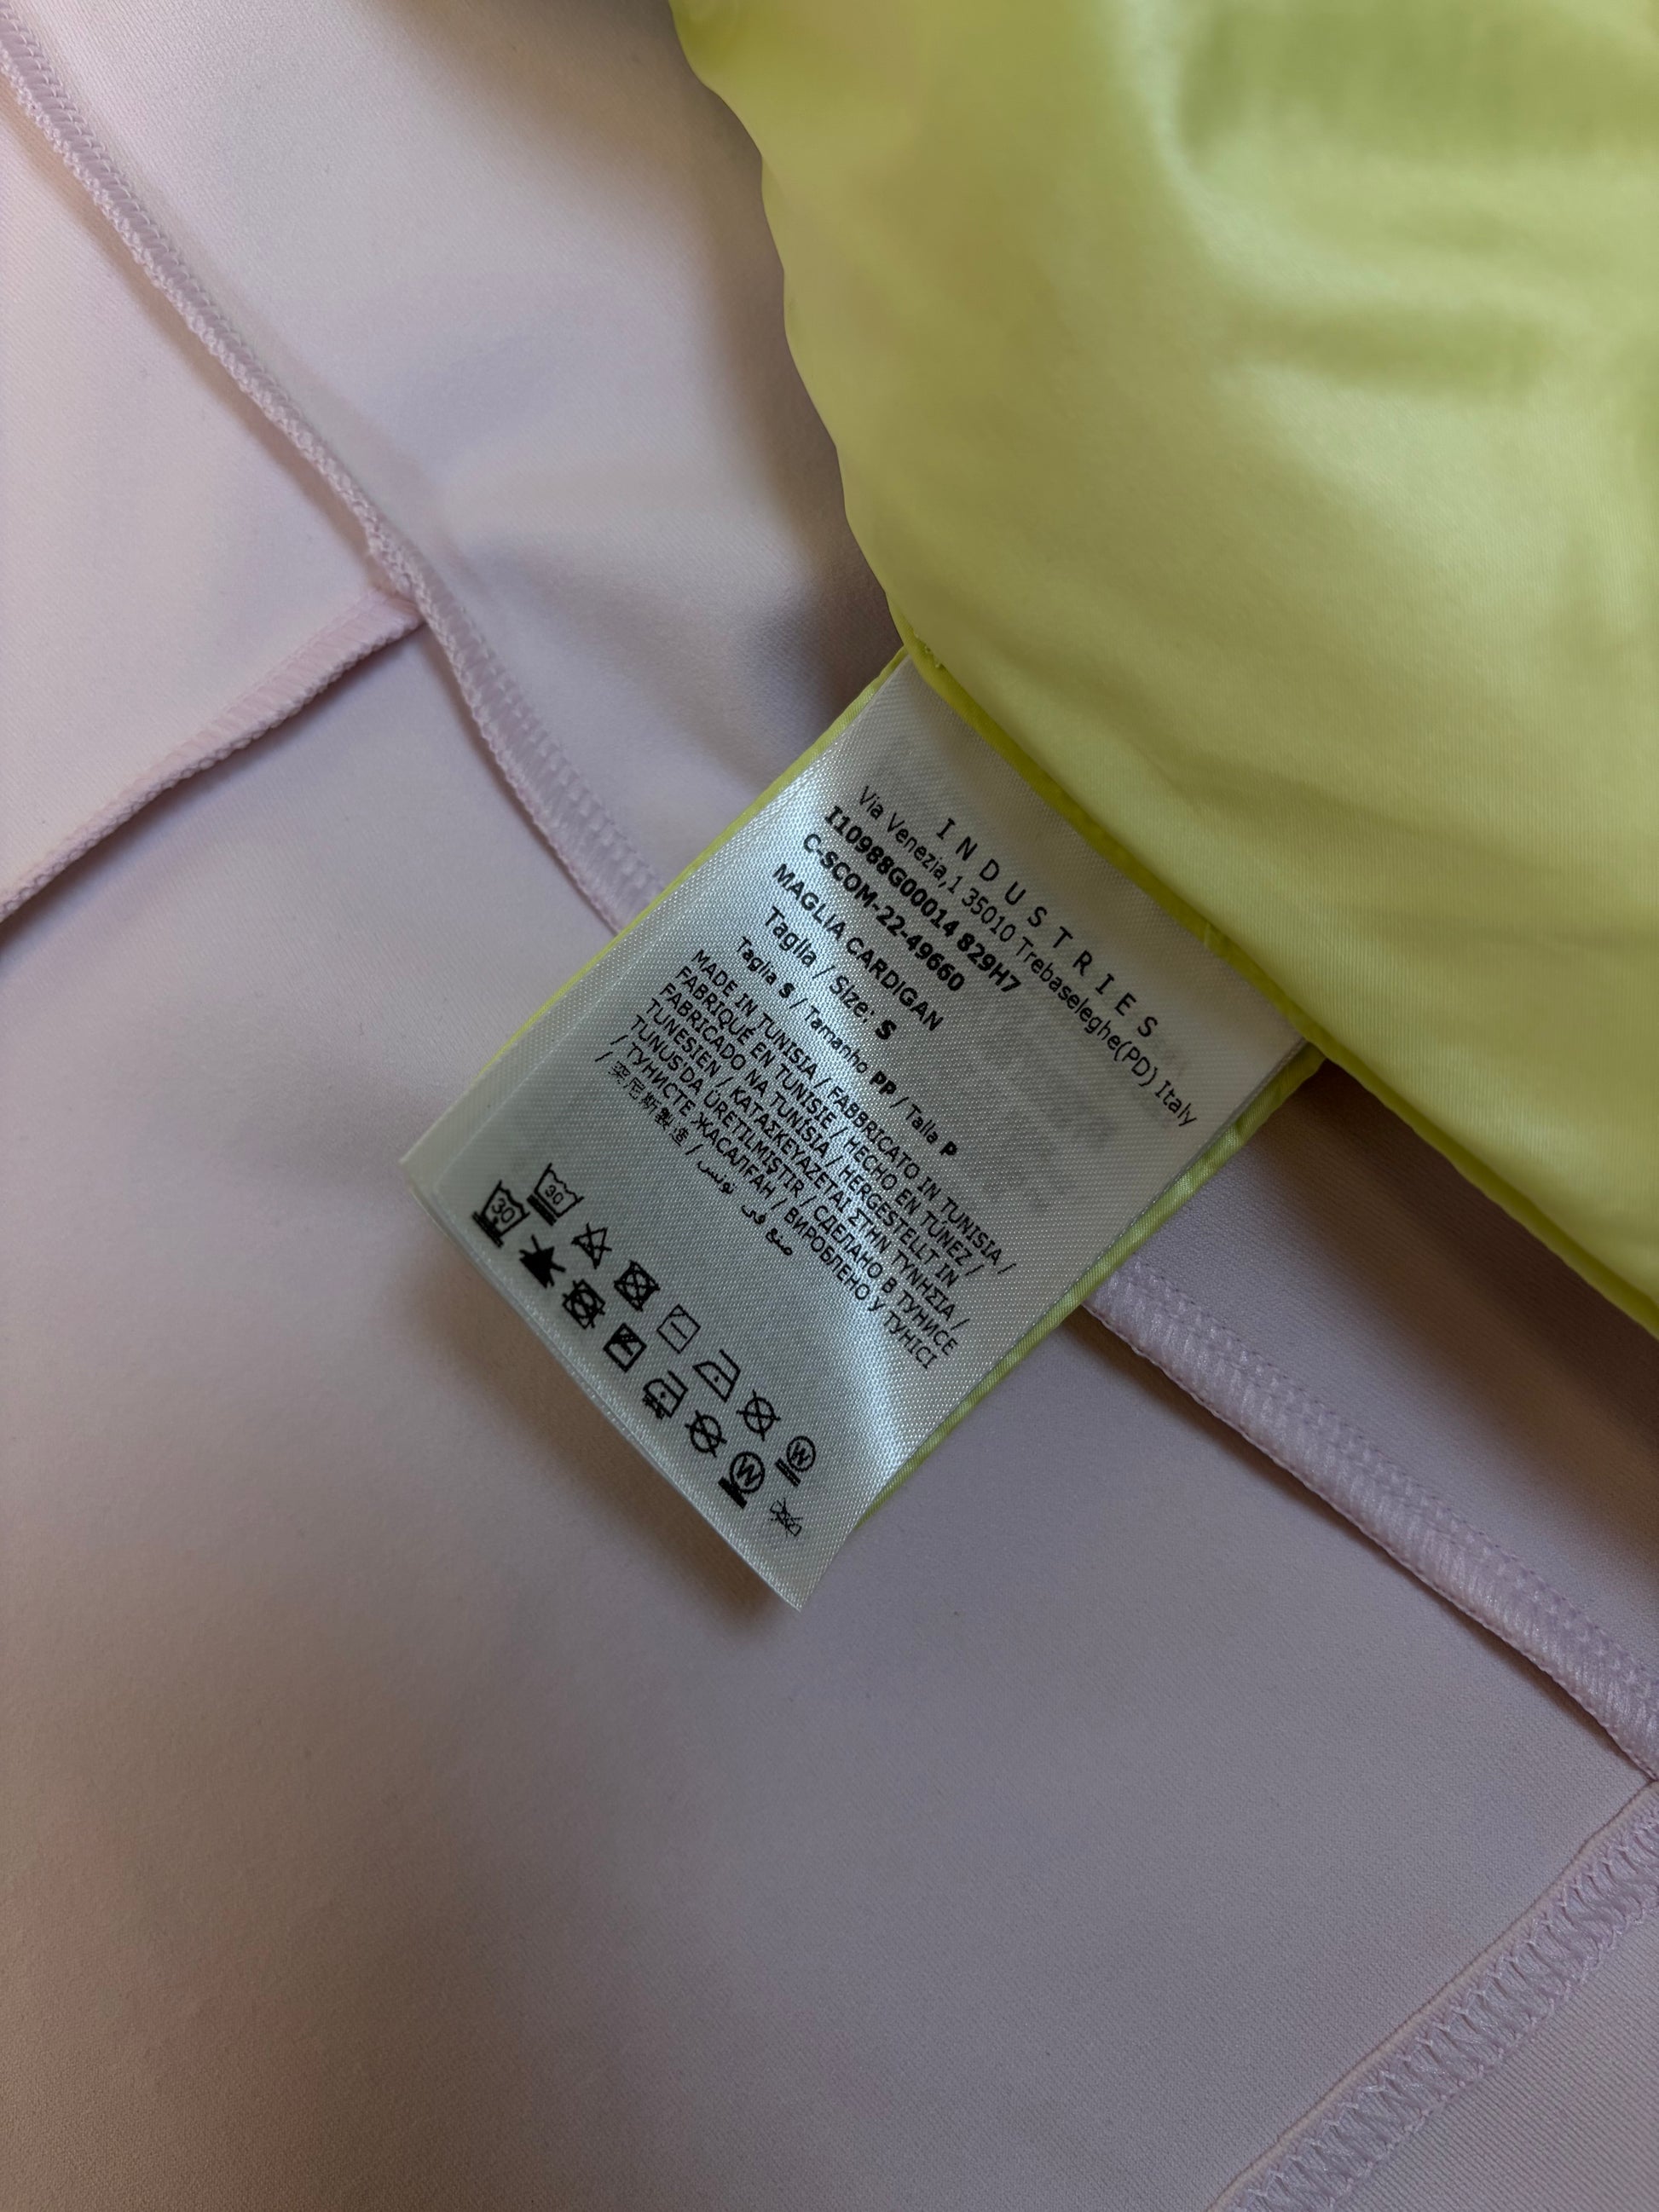 INDUSTRIES
Via Venezia,1 35010 Trebaseleghe(PD) Italy
I10988G00014 829H7
C-SCOM-22-49660
MAGLIA CARDIGAN
Taglia / Size: S
Taglia S / Tamanho PP / Talla P
MADE IN TUNISIA / FABBRICATO IN TUNISIA /
FABRIQUÉ EN TUNISIE / HECHO EN TÚNEZ /
FABRICADO NA TUNÍSIA / HERGESTELLT IN
TUNESIEN / ΚΑΤΑΣΚΕΥΑΖΕΤΑΙ ΣΤΗΝ ΤΥΝΗΣΙΑ /
TUNUS'DA ÜRETILMIŞTIR / СДЕЛАНО В ТУНИСЕ
/ ТУНИСТЕ ЖАСАЛҒАН / ВИРОБЛЕНО У ТУНІСІ
/ 突尼斯製造 / صنع في تونس
30
30
W
W